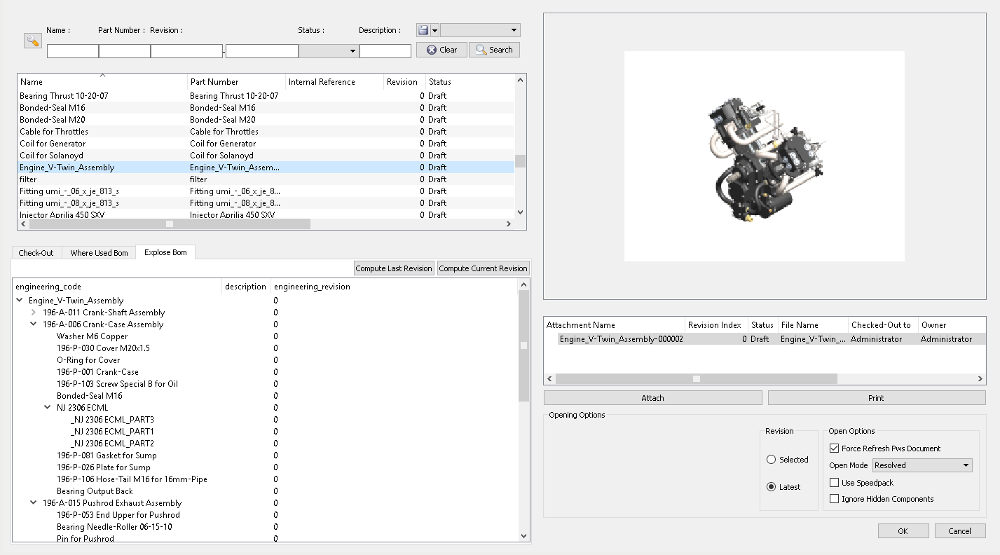 Name : Part Number : Revision : Status : Description :
-
Clear Search
Name Part Number Internal Reference Revision Status
Bearing Thrust 10-20-07 Bearing Thrust 10-20-07 0 Draft
Bonded-Seal M16 Bonded-Seal M16 0 Draft
Bonded-Seal M20 Bonded-Seal M20 0 Draft
Cable for Throttles Cable for Throttles 0 Draft
Coil for Generator Coil for Generator 0 Draft
Coil for Solanoyd Coil for Solanoyd 0 Draft
Engine_V-Twin_Assembly Engine_V-Twin_Assem... 0 Draft
filter filter 0 Draft
Fitting umi_-_06_x_je_813_s Fitting umi_-_06_x_je_8... 0 Draft
Fitting umi_-_08_x_je_813_s Fitting umi_-_08_x_je_8... 0 Draft
Injector Aprilia 450 SXV Injector Aprilia 450 SXV 0 Draft
Check-Out Where Used Bom Explose Bom
Compute Last Revision Compute Current Revision
engineering_code description engineering_revision
Engine_V-Twin_Assembly 0
196-A-011 Crank-Shaft Assembly 0
196-A-006 Crank-Case Assembly 0
Washer M6 Copper 0
196-P-030 Cover M20x1.5 0
O-Ring for Cover 0
196-P-001 Crank-Case 0
196-P-103 Screw Special B for Oil 0
Bonded-Seal M16 0
NJ 2306 ECML 0
_NJ 2306 ECML_PART3 0
_NJ 2306 ECML_PART1 0
_NJ 2306 ECML_PART2 0
196-P-081 Gasket for Sump 0
196-P-026 Plate for Sump 0
196-P-106 Hose-Tail M16 for 16mm-Pipe 0
Bearing Output Back 0
196-A-015 Pushrod Exhaust Assembly 0
196-P-053 End Upper for Pushrod 0
Bearing Needle-Roller 06-15-10 0
Pin for Pushrod 0
Attachment Name Revision Index Status File Name Checked-Out to Owner
Engine_V-Twin_Assembly-000002 0 Draft Engine_V-Twin_... Administrator Administrator
Attach Print
Opening Options
Revision
Selected
Latest
Open Options
Force Refresh Pws Document
Open Mode Resolved
Use Speedpack
Ignore Hidden Components
OK Cancel